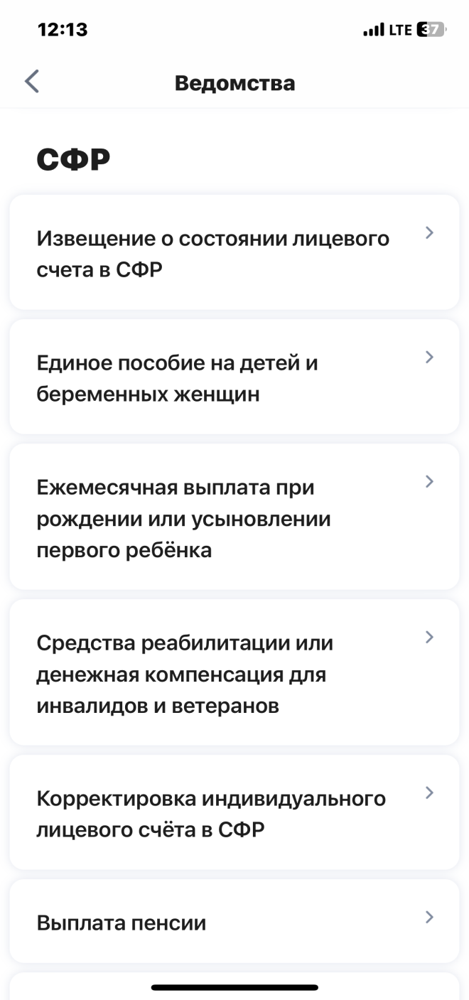 12:13
LTE 37
Ведомства
СФР
Извещение о состоянии лицевого
счета в СФР
Единое пособие на детей и
беременных женщин
Ежемесячная выплата при
рождении или усыновлении
первого ребёнка
Средства реабилитации или
денежная компенсация для
инвалидов и ветеранов
Корректировка индивидуального
лицевого счёта в СФР
Выплата пенсии